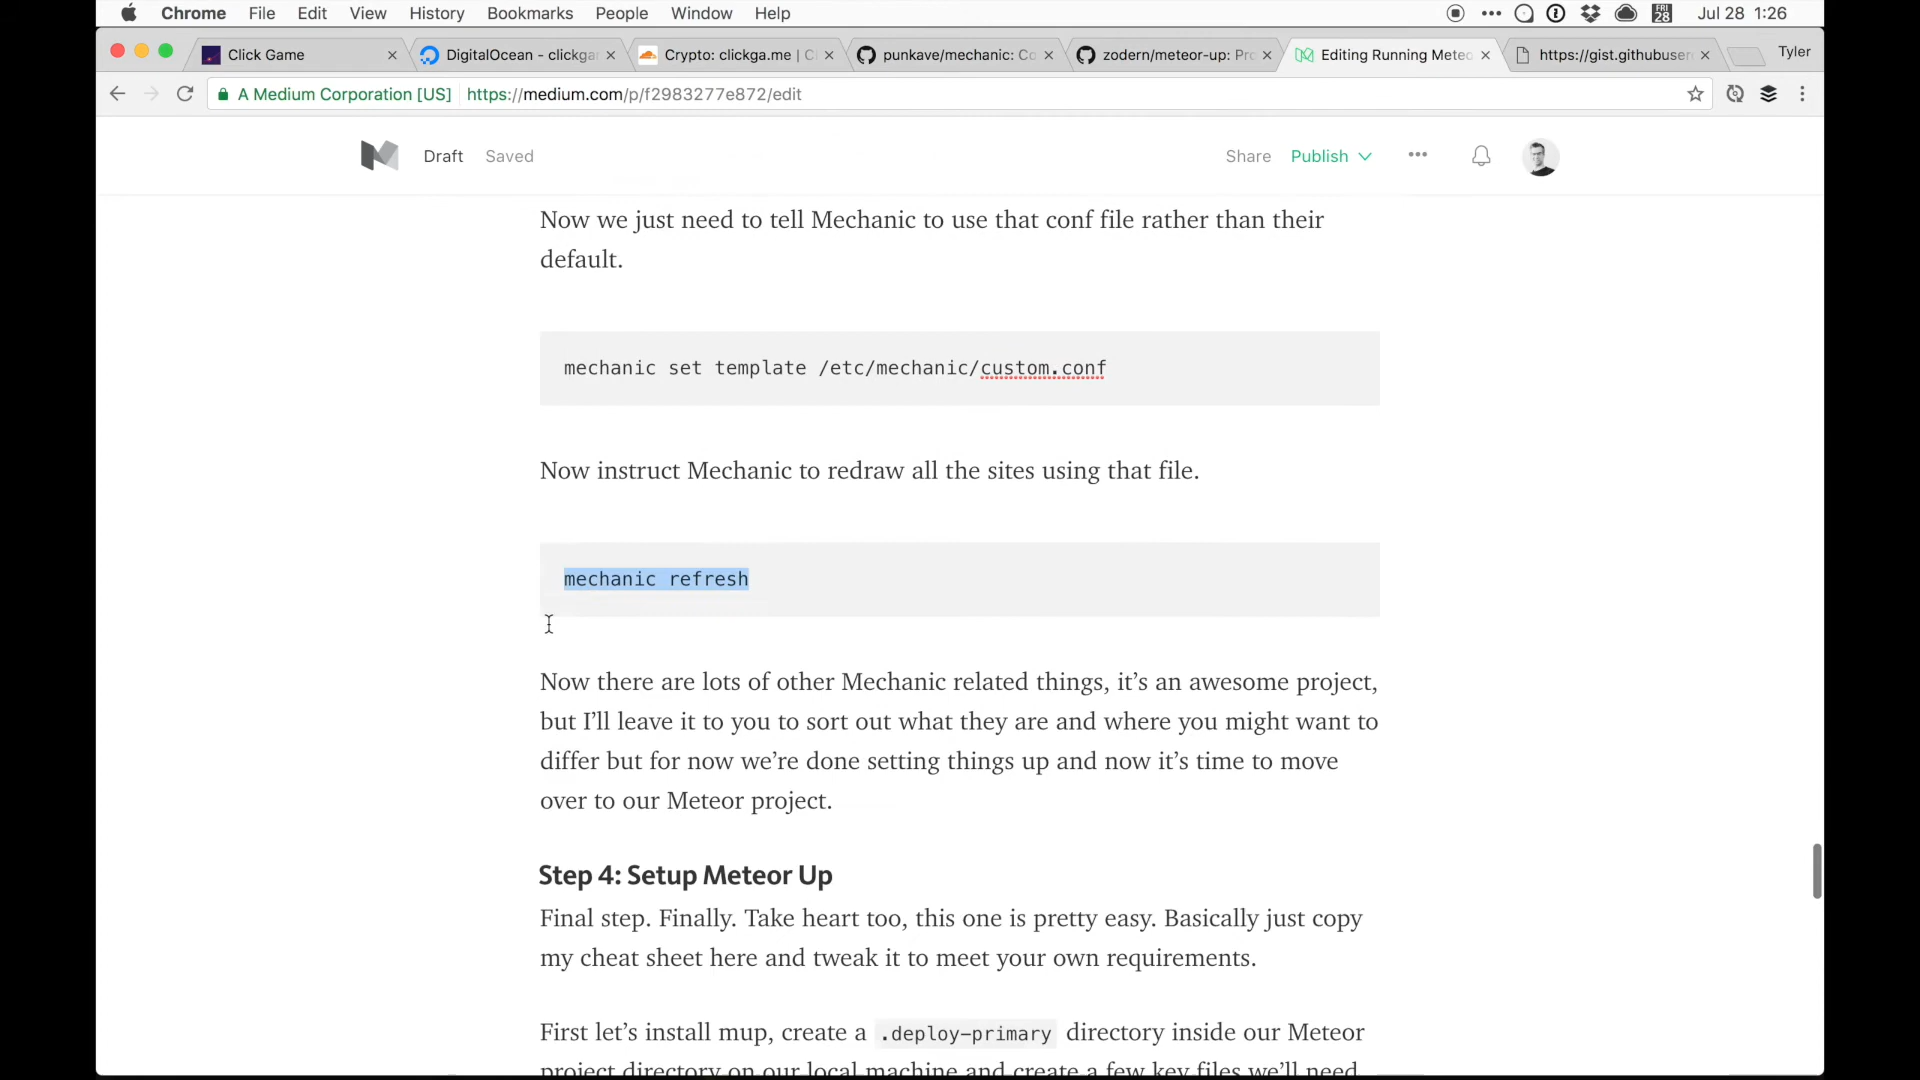 Chrome File Edit View History Bookmarks People Window Help
FRI 28
Jul 28 1:26
Click Game
DigitalOcean - clickga
Crypto: clickga.me | C
punkave/mechanic: Co
zodern/meteor-up: Pro
Editing Running Meteo
https://gist.githubuser
Tyler
A Medium Corporation [US] https://medium.com/p/f2983277e872/edit
Draft Saved Share Publish
Now we just need to tell Mechanic to use that conf file rather than their
default.
mechanic set template /etc/mechanic/custom.conf
Now instruct Mechanic to redraw all the sites using that file.
mechanic refresh
Now there are lots of other Mechanic related things, it’s an awesome project,
but I’ll leave it to you to sort out what they are and where you might want to
differ but for now we’re done setting things up and now it’s time to move
over to our Meteor project.
Step 4: Setup Meteor Up
Final step. Finally. Take heart too, this one is pretty easy. Basically just copy
my cheat sheet here and tweak it to meet your own requirements.
First let’s install mup, create a .deploy-primary directory inside our Meteor
project directory on our local machine and create a few key files we’ll need